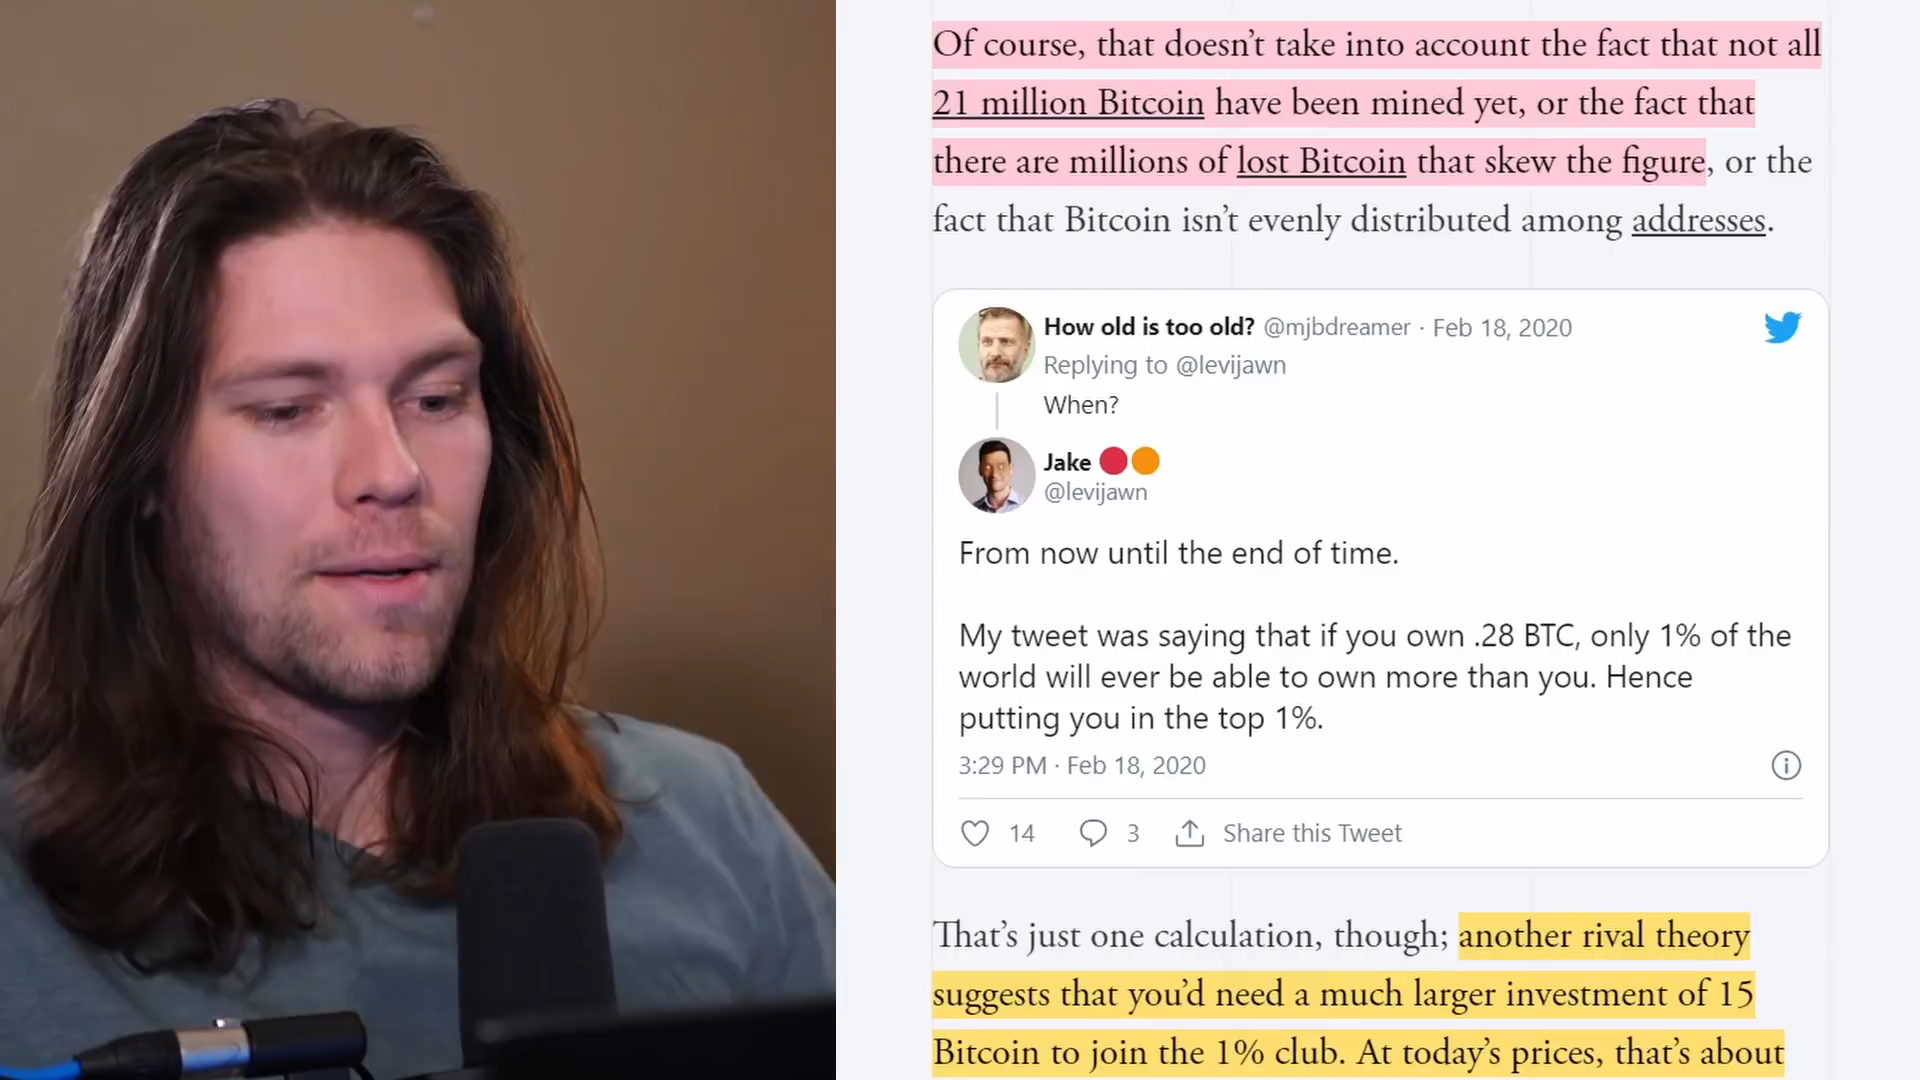 Of course, that doesn’t take into account the fact that not all
21 million Bitcoin have been mined yet, or the fact that
there are millions of lost Bitcoin that skew the figure, or the
fact that Bitcoin isn’t evenly distributed among addresses.
How old is too old? @mjbdreamer · Feb 18, 2020
Replying to @levijawn
When?
Jake
@levijawn
From now until the end of time.
My tweet was saying that if you own .28 BTC, only 1% of the
world will ever be able to own more than you. Hence
putting you in the top 1%.
3:29 PM · Feb 18, 2020
14 3 Share this Tweet
That’s just one calculation, though; another rival theory
suggests that you’d need a much larger investment of 15
Bitcoin to join the 1% club. At today’s prices, that’s about